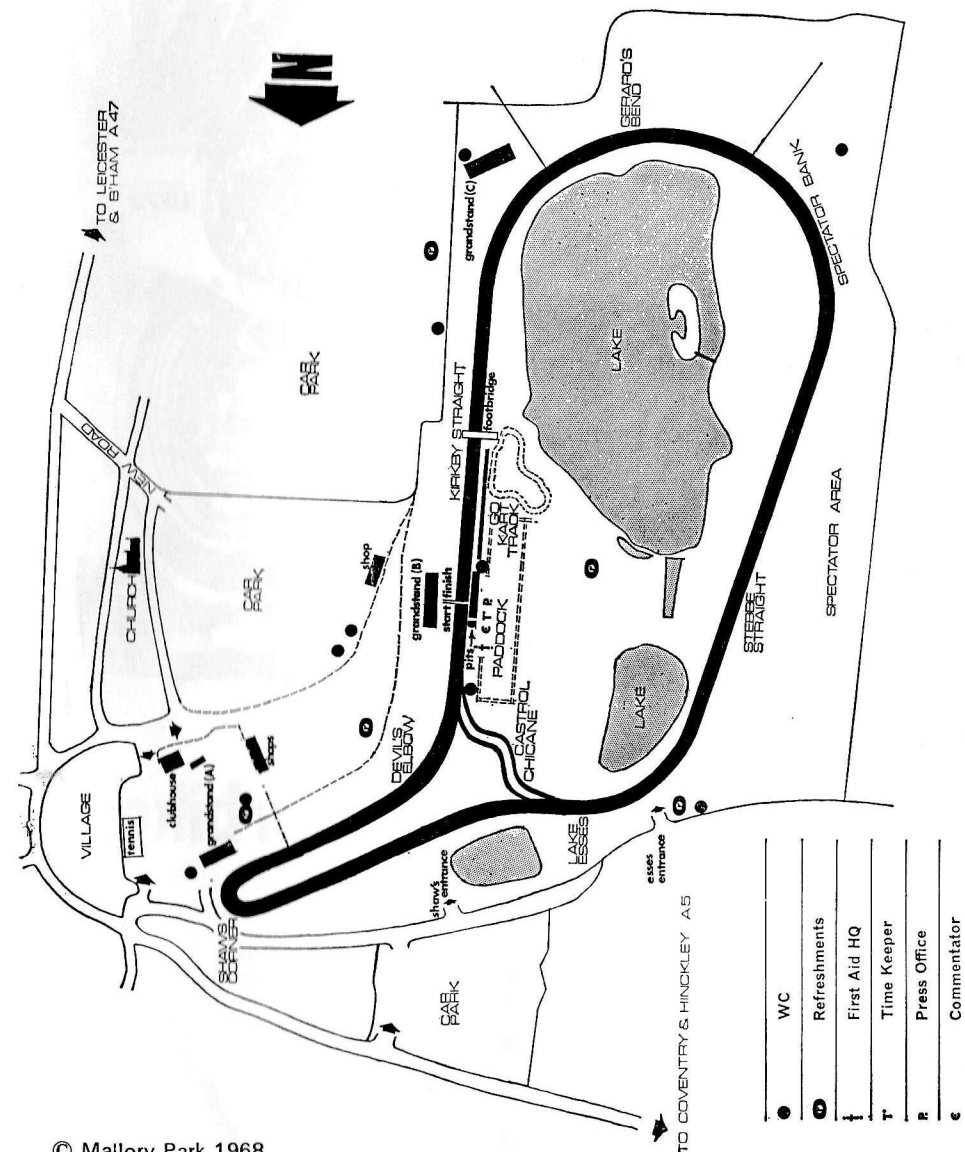 N
TO LEICESTER
& B'HAM A47
GERARD'S
BEND
SPECTATOR BANK
grandstand (C)
CAR
PARK
KIRKBY STRAIGHT
footbridge
LAKE
NEW ROAD
CHURCH
CAR
PARK
shop
grandstand (B)
start/finish
GO
KART
TRACK
pits
PADDOCK
SPECTATOR AREA
STEBBE
STRAIGHT
LAKE
CASTROL
CHICANE
DEVIL'S
ELBOW
VILLAGE
tennis
clubhouse
grandstand (A)
shops
SHAW'S
CORNER
shaw's
entrance
LAKE
ESSES
esses
entrance
CAR
PARK
TO COVENTRY & HINCKLEY A5
WC
Refreshments
First Aid HQ
T Time Keeper
P. Press Office
c Commentator
© Mallory Park 1968